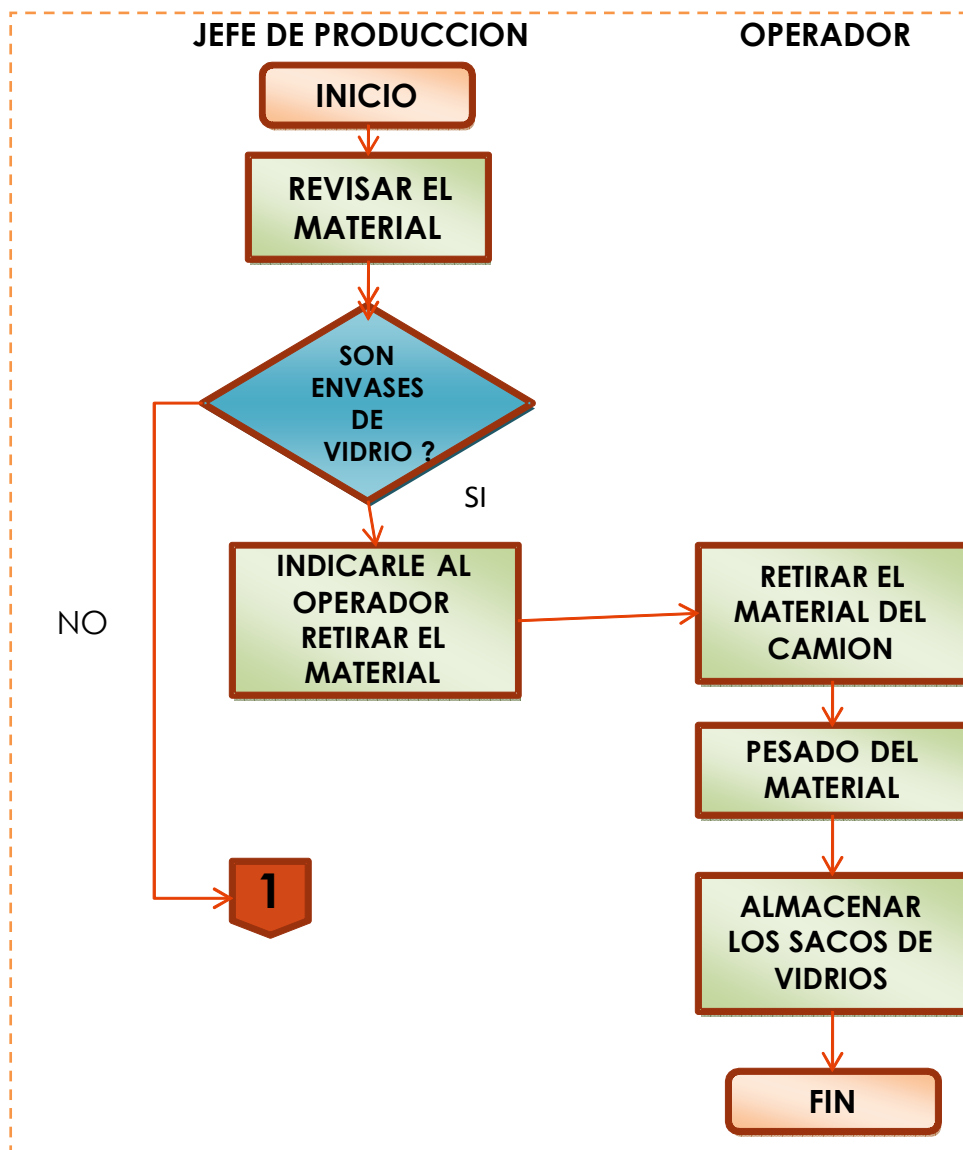 JEFE DE PRODUCCION
OPERADOR
INICIO
REVISAR EL
MATERIAL
SON
ENVASES
DE
VIDRIO ?
SI
NO
INDICARLE AL
OPERADOR
RETIRAR EL
MATERIAL
RETIRAR EL
MATERIAL DEL
CAMION
PESADO DEL
MATERIAL
1
ALMACENAR
LOS SACOS DE
VIDRIOS
FIN